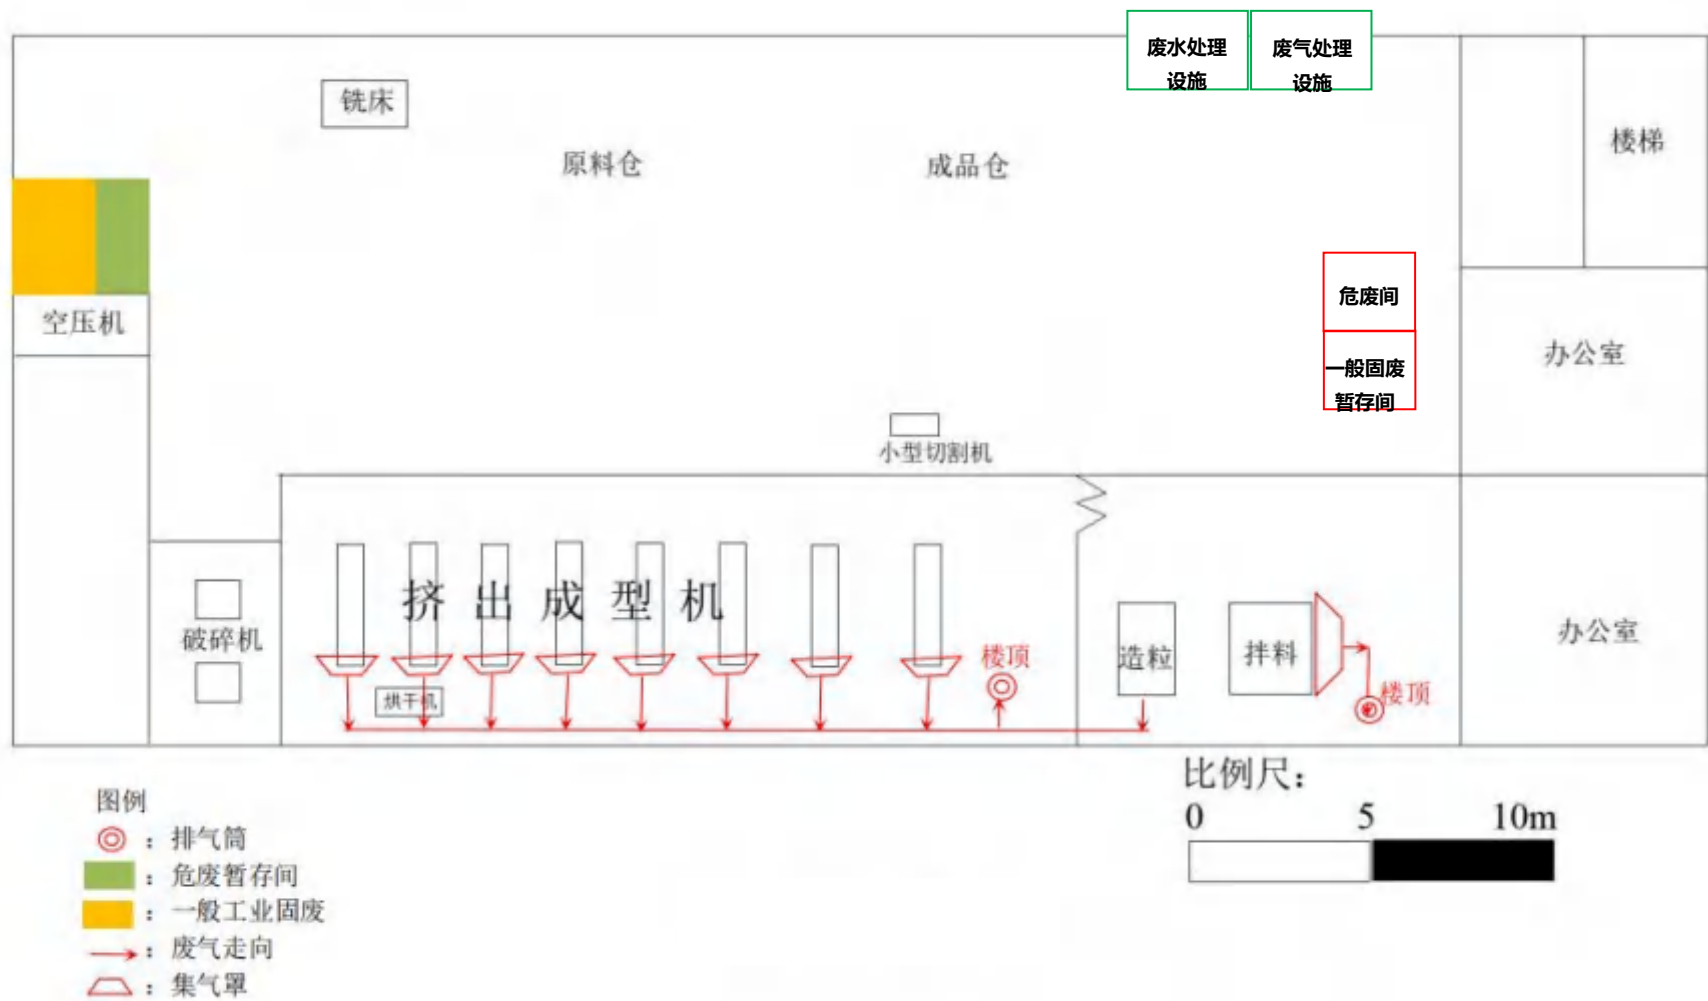 废水处理
设施
废气处理
设施
铣床
原料仓
成品仓
楼梯
危废间
空压机
一般固废
暂存间
办公室
小型切割机
挤出成型机
破碎机
烘干机
楼顶
造粒
拌料
楼顶
办公室
比例尺：
0 5 10m
图例
：排气筒
：危废暂存间
：一般工业固废
：废气走向
：集气罩